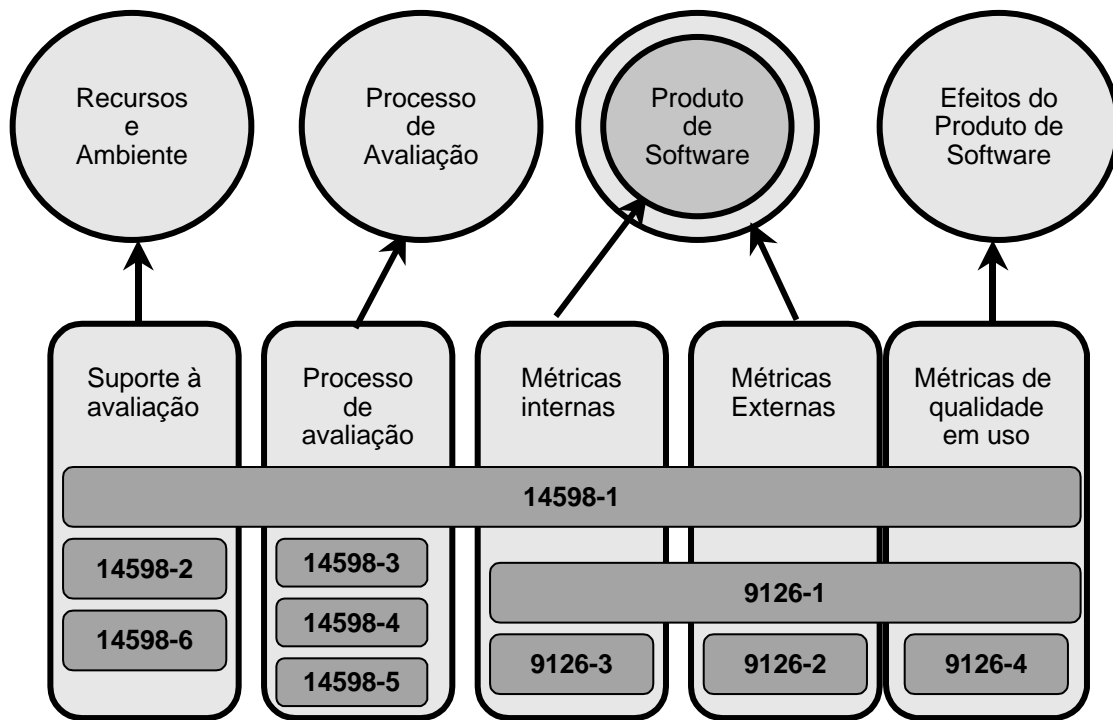 Recursos
e
Ambiente
Processo
de
Avaliação
Produto
de
Software
Efeitos do
Produto de
Software
Suporte à
avaliação
Processo
de
avaliação
Métricas
internas
Métricas
Externas
Métricas de
qualidade
em uso
14598-1
14598-2
14598-6
14598-3
14598-4
14598-5
9126-1
9126-3
9126-2
9126-4